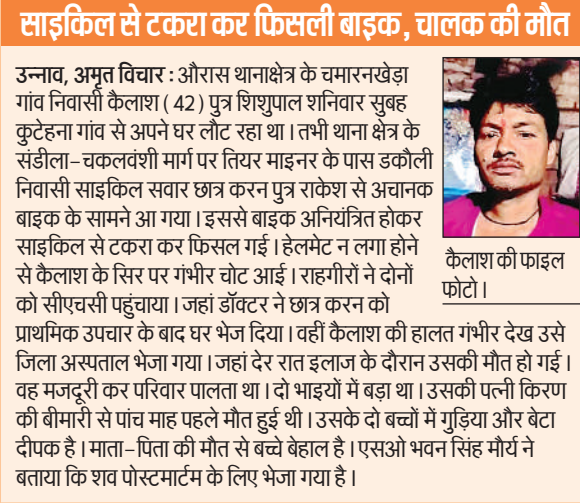 साइकिल से टकरा कर फिसली बाइक, चालक की मौत
उन्नाव, अमृत विचार : औरास थानाक्षेत्र के चमारनखेड़ा
गांव निवासी कैलाश ( 42 ) पुत्र शिशुपाल शनिवार सुबह
कुटेहना गांव से अपने घर लौट रहा था । तभी थाना क्षेत्र के
संडीला-चकलवंशी मार्ग पर तियर माइनर के पास डकौली
निवासी साइकिल सवार छात्र करन पुत्र राकेश से अचानक
बाइक के सामने आ गया । इससे बाइक अनियंत्रित होकर
साइकिल से टकरा कर फिसल गई । हेलमेट न लगा होने
से कैलाश के सिर पर गंभीर चोट आई । राहगीरों ने दोनों
को सीएचसी पहुंचाया । जहां डॉक्टर ने छात्र करन को
प्राथमिक उपचार के बाद घर भेज दिया । वहीं कैलाश की हालत गंभीर देख उसे
जिला अस्पताल भेजा गया । जहां देर रात इलाज के दौरान उसकी मौत हो गई ।
वह मजदूरी कर परिवार पालता था । दो भाइयों में बड़ा था । उसकी पत्नी किरण
की बीमारी से पांच माह पहले मौत हुई थी । उसके दो बच्चों में गुड़िया और बेटा
दीपक है । माता-पिता की मौत से बच्चे बेहाल है । एसओ भवन सिंह मौर्य ने
बताया कि शव पोस्टमार्टम के लिए भेजा गया है ।
कैलाश की फाइल
फोटो ।